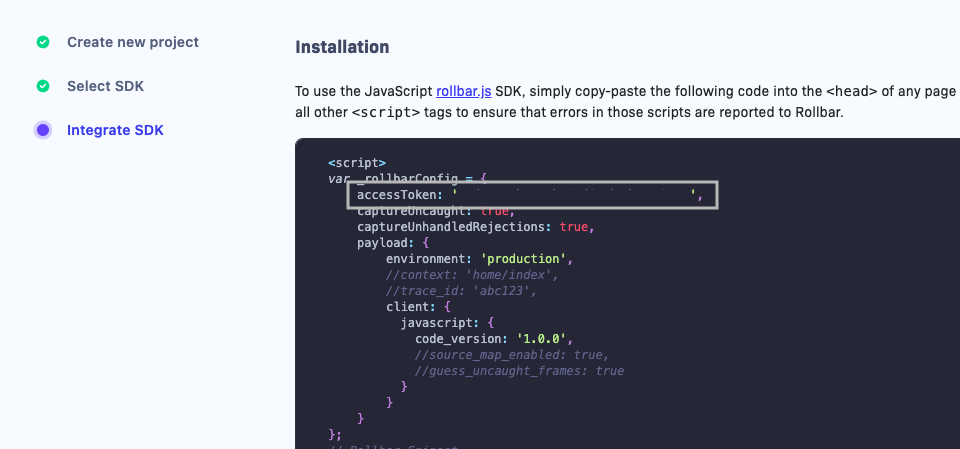 Create new project
Select SDK
Integrate SDK
Installation
To use the JavaScript rollbar.js SDK, simply copy-paste the following code into the <head> of any page
all other <script> tags to ensure that errors in those scripts are reported to Rollbar.
<script>
var _rollbarConfig = {
accessToken: '                    ',
captureUncaught: true,
captureUnhandledRejections: true,
payload: {
environment: 'production',
//context: 'home/index',
//trace_id: 'abc123',
client: {
javascript: {
code_version: '1.0.0',
//source_map_enabled: true,
//guess_uncaught_frames: true
}
}
}
};
// Rollbar Snippet